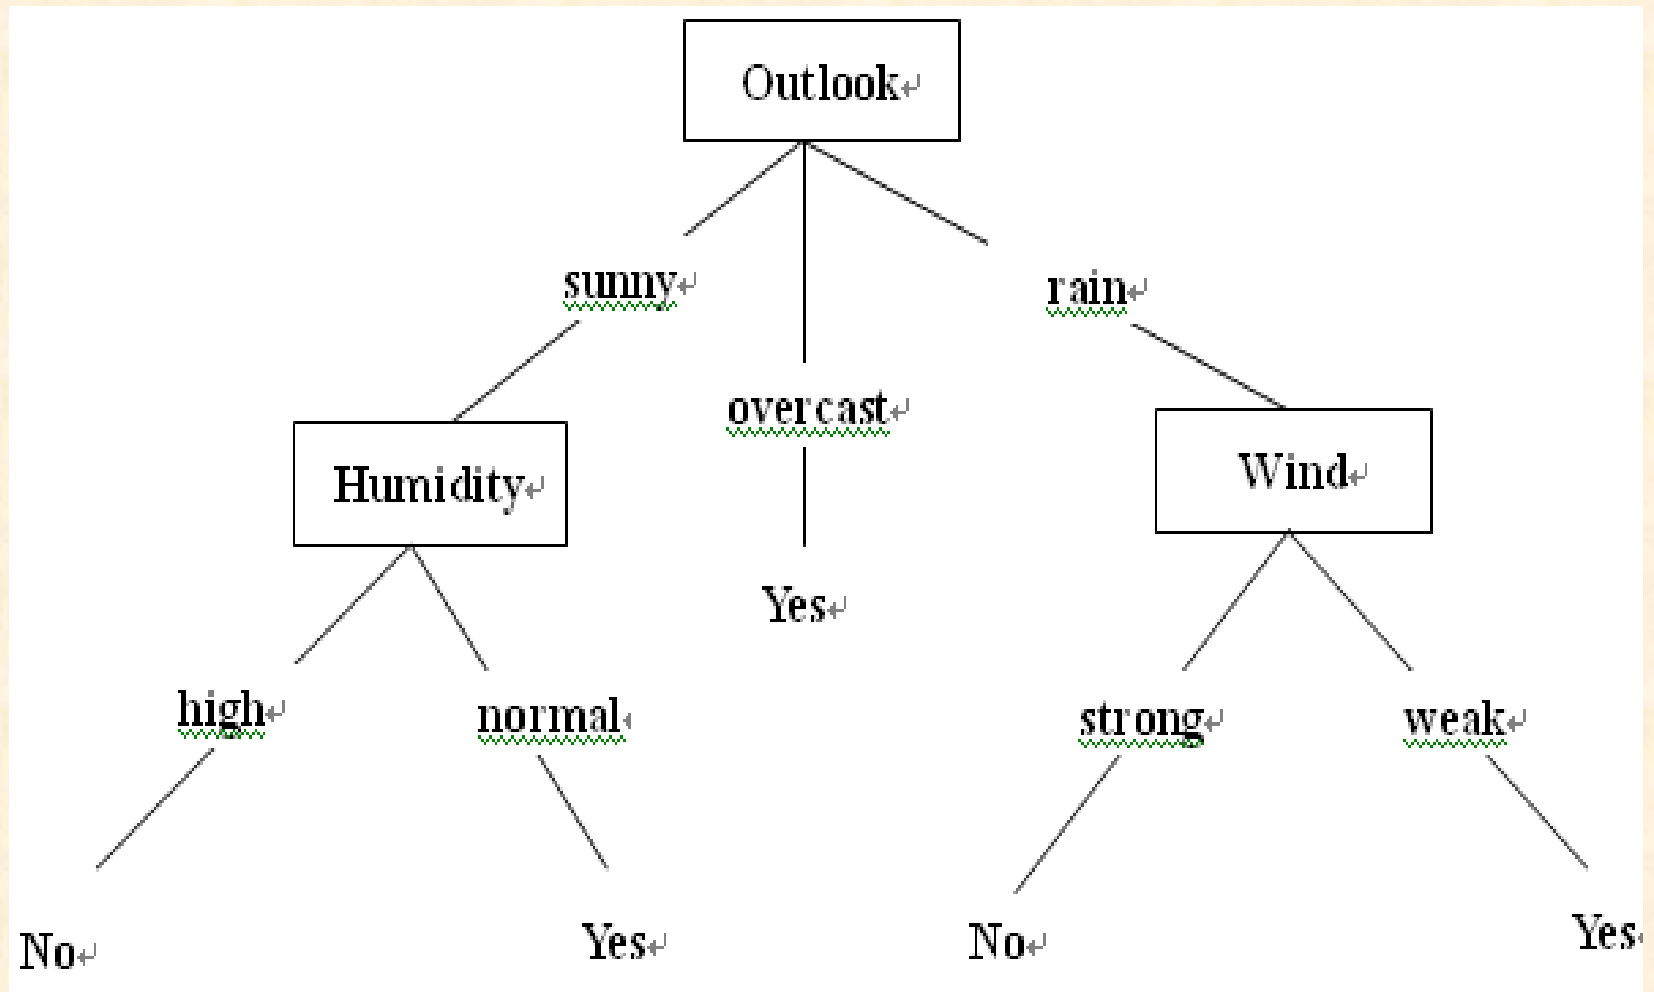 Outlook
sunny
rain
overcast
Humidity
Wind
Yes
high
normal
strong
weak
No
Yes
No
Yes